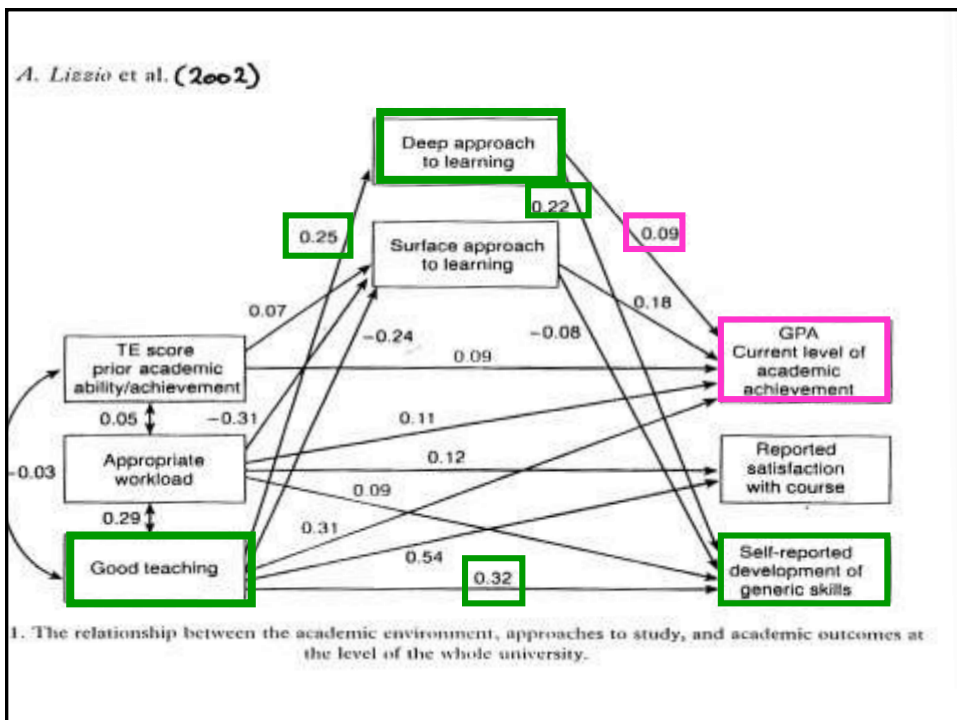 A. Lizzio et al. (2002)
Deep approach
to learning
0.22
0.25
0.09
Surface approach
to learning
0.07
0.18
-0.24
-0.08
TE score
prior academic
ability/achievement
0.09
GPA
Current level of
academic
achievement
0.05
-0.31
0.11
Appropriate
workload
0.12
Reported
satisfaction
with course
-0.03
0.09
0.29
0.31
0.54
Good teaching
0.32
Self-reported
development of
generic skills
1. The relationship between the academic environment, approaches to study, and academic outcomes at
the level of the whole university.